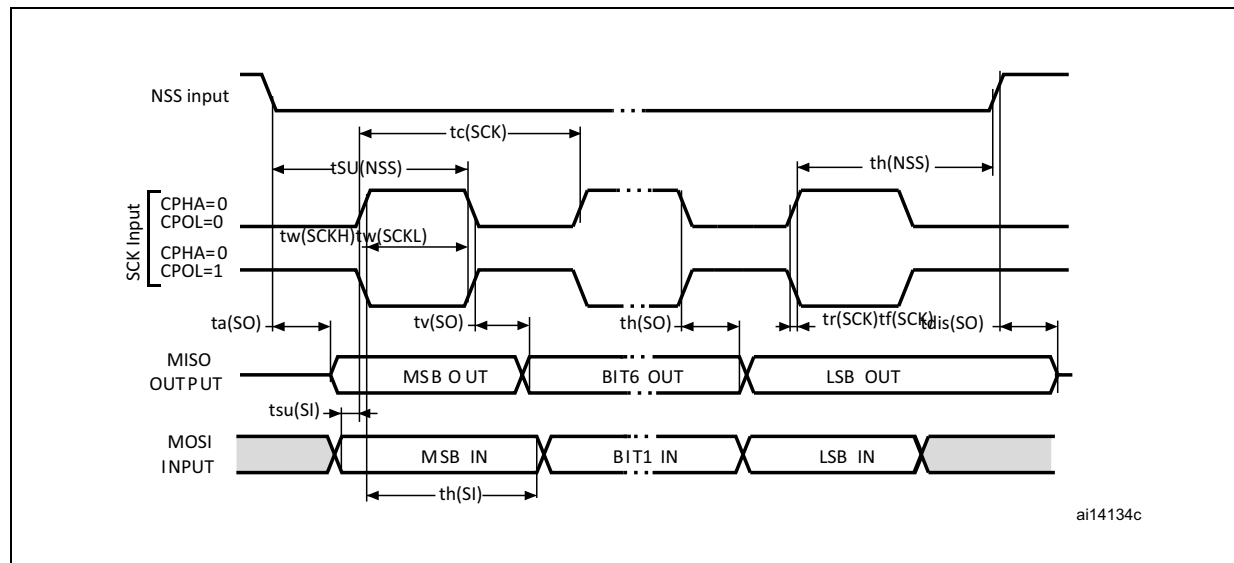 NSS input
tc(SCK)
tSU(NSS)
th(NSS)
SCK Input
CPHA=0
CPOL=0
tw(SCKH)tw(SCKL)
CPHA=0
CPOL=1
ta(SO)
tv(SO)
th(SO)
tr(SCK)tf(SCK)
tdis(SO)
MISO
OUTPUT
MSB OUT
BIT6 OUT
LSB OUT
tsu(SI)
MOSI
INPUT
MSB IN
BIT1 IN
LSB IN
th(SI)
ai14134c